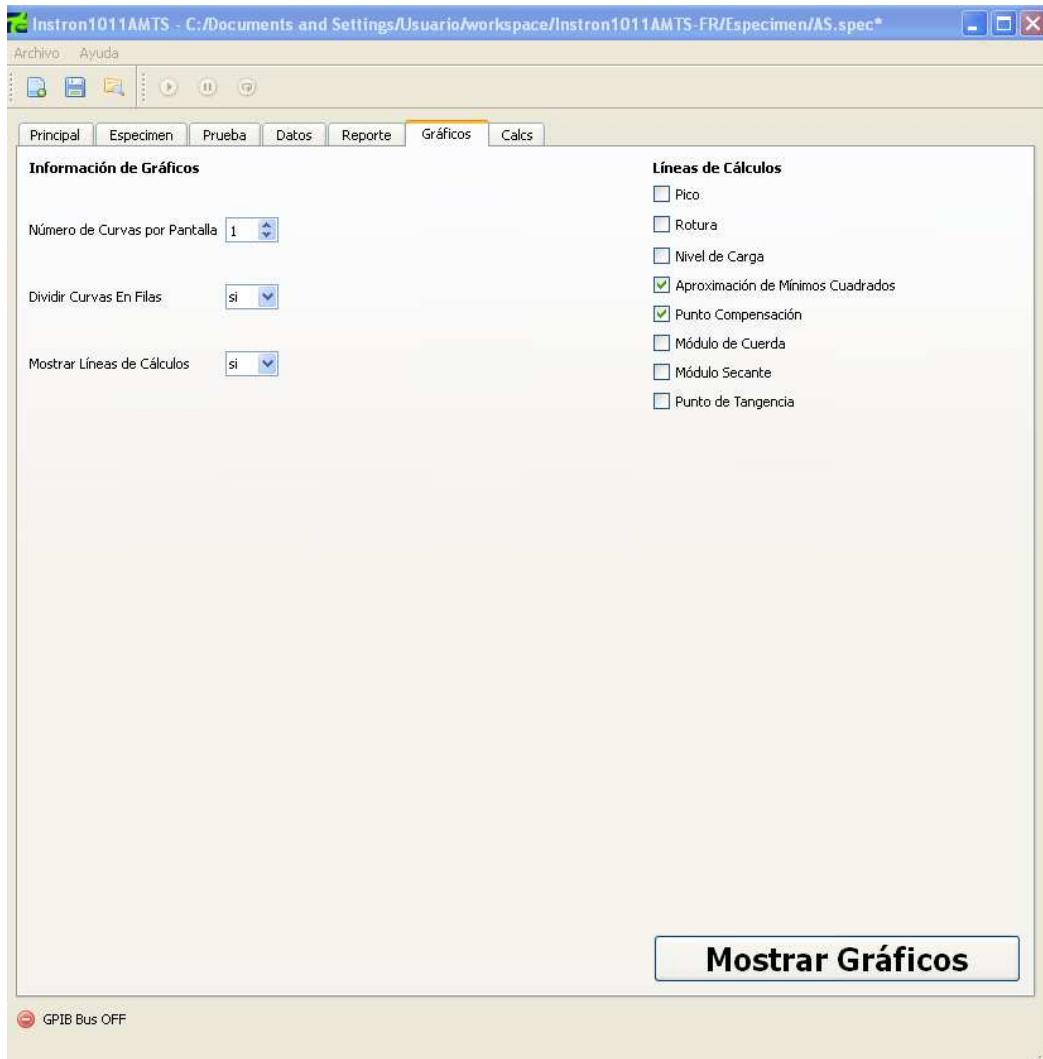 Instron1011AMTS - C:/Documents and Settings/Usuario/workspace/Instron1011AMTS-FR/Especimen/AS.spec*
Archivo Ayuda
Principal Especimen Prueba Datos Reporte Gráficos Calcs
Información de Gráficos
Número de Curvas por Pantalla 1
Dividir Curvas En Filas si
Mostrar Líneas de Cálculos si
Líneas de Cálculos
Pico
Rotura
Nivel de Carga
Aproximación de Mínimos Cuadrados
Punto Compensación
Módulo de Cuerda
Módulo Secante
Punto de Tangencia
Mostrar Gráficos
GPIB Bus OFF